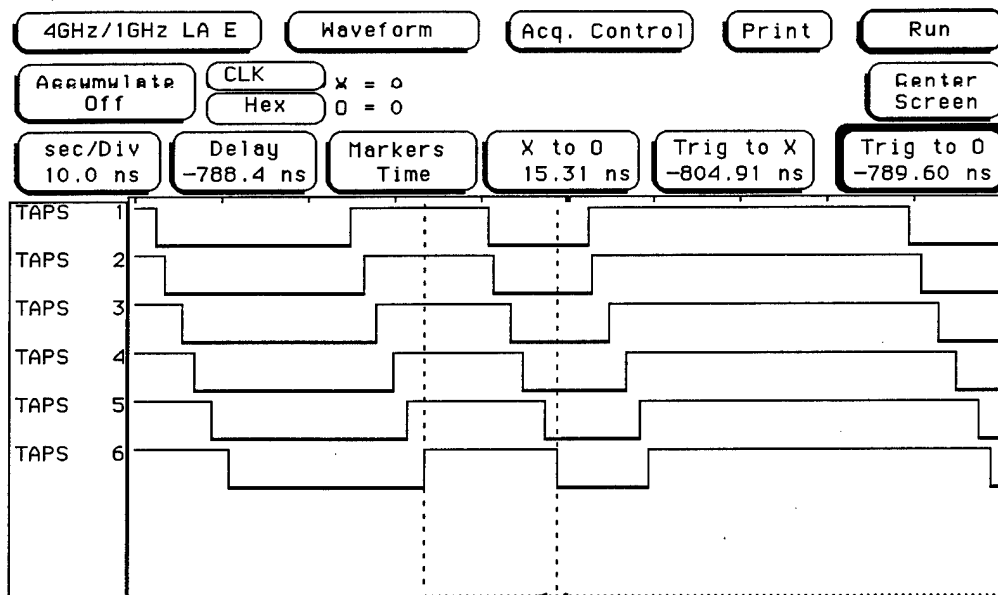 4GHz/1GHz LA E
Waveform
Acq. Control
Print
Run
Accumulate
Off
CLK
X = 0
Hex
O = 0
Center
Screen
sec/Div
10.0 ns
Delay
-788.4 ns
Markers
Time
X to O
15.31 ns
Trig to X
-804.91 ns
Trig to O
-789.60 ns
TAPS 1
TAPS 2
TAPS 3
TAPS 4
TAPS 5
TAPS 6